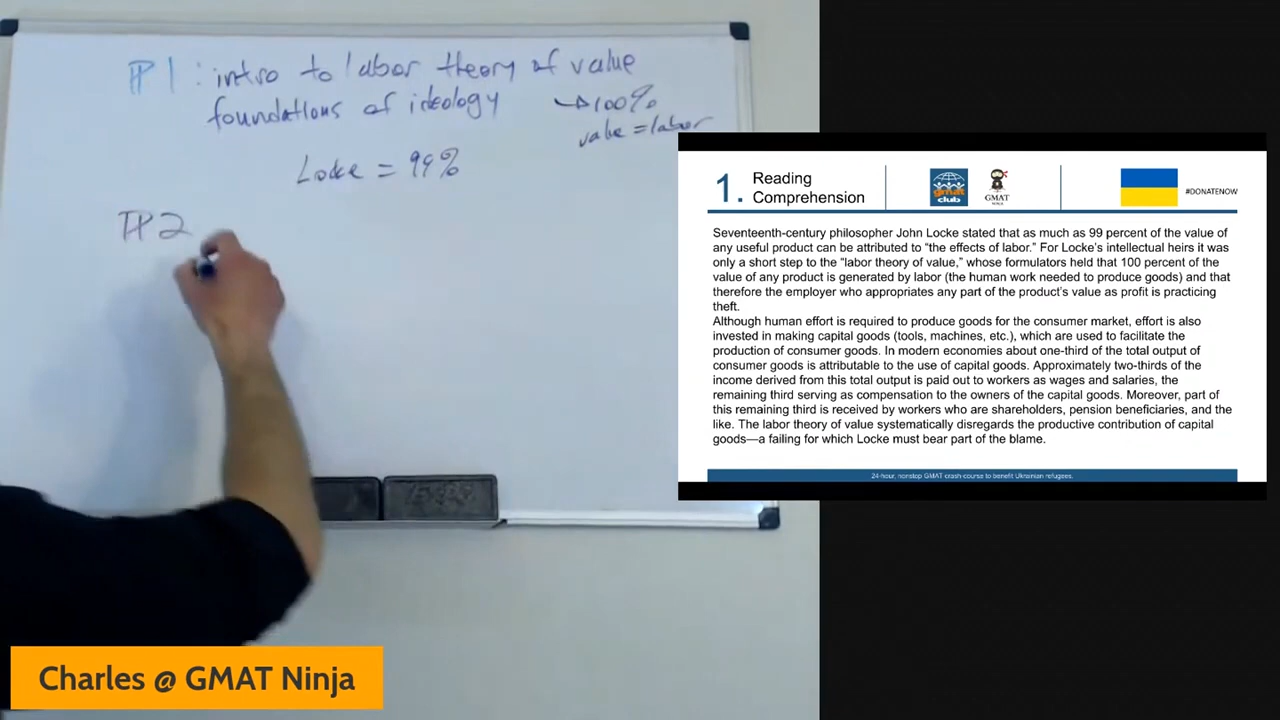 ¶1: intro to labor theory of value
foundations of ideology
↳100%
value = labor
Locke = 99%
¶2
1. Reading
Comprehension
gmat
club
GMAT
NINJA
#DONATENOW
Seventeenth-century philosopher John Locke stated that as much as 99 percent of the value of
any useful product can be attributed to “the effects of labor.” For Locke’s intellectual heirs it was
only a short step to the “labor theory of value,” whose formulators held that 100 percent of the
value of any product is generated by labor (the human work needed to produce goods) and that
therefore the employer who appropriates any part of the product’s value as profit is practicing
theft.
Although human effort is required to produce goods for the consumer market, effort is also
invested in making capital goods (tools, machines, etc.), which are used to facilitate the
production of consumer goods. In modern economies about one-third of the total output of
consumer goods is attributable to the use of capital goods. Approximately two-thirds of the
income derived from this total output is paid out to workers as wages and salaries, the
remaining third serving as compensation to the owners of the capital goods. Moreover, part of
this remaining third is received by workers who are shareholders, pension beneficiaries, and the
like. The labor theory of value systematically disregards the productive contribution of capital
goods—a failing for which Locke must bear part of the blame.
24-hour, nonstop GMAT crash-course to benefit Ukrainian refugees.
Charles @ GMAT Ninja